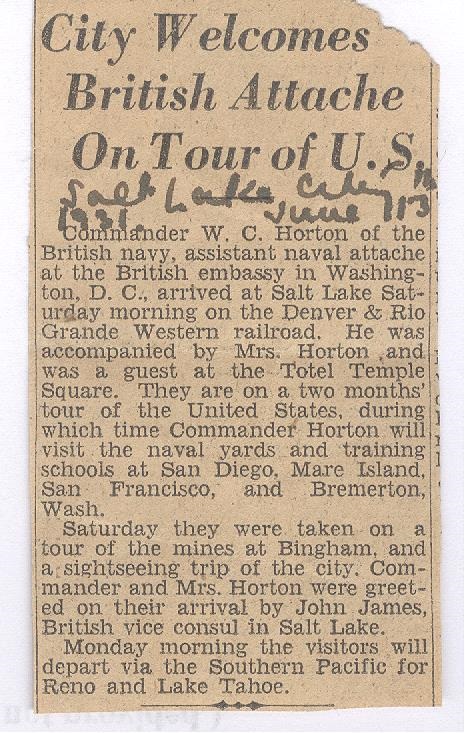 City Welcomes
British Attache
On Tour of U. S.
Salt Lake City
1931. June 13
Commander W. C. Horton of the
British navy, assistant naval attache
at the British embassy in Washing-
ton, D. C., arrived at Salt Lake Sat-
urday morning on the Denver & Rio
Grande Western railroad. He was
accompanied by Mrs. Horton and
was a guest at the Totel Temple
Square. They are on a two months'
tour of the United States, during
which time Commander Horton will
visit the naval yards and training
schools at San Diego, Mare Island,
San Francisco, and Bremerton,
Wash.
Saturday they were taken on a
tour of the mines at Bingham, and
a sightseeing trip of the city. Com-
mander and Mrs. Horton were greet-
ed on their arrival by John James,
British vice consul in Salt Lake.
Monday morning the visitors will
depart via the Southern Pacific for
Reno and Lake Tahoe.